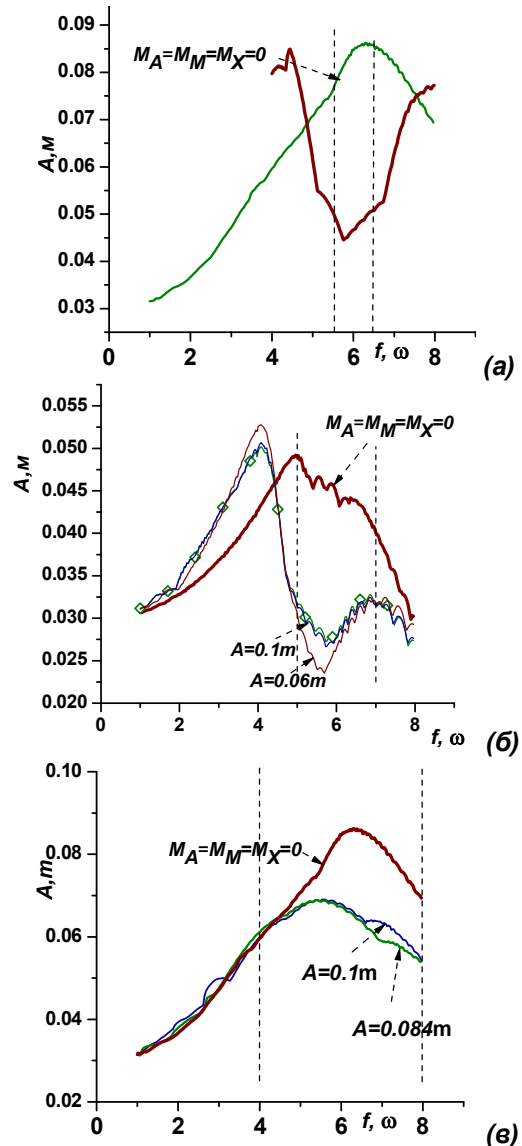 0.09
0.08
0.07
0.06
0.05
0.04
0.03
A,м
M_A=M_M=M_X=0
0 2 4 6 8
f, ω
(а)
0.055
0.050
0.045
0.040
0.035
0.030
0.025
0.020
A,м
M_A=M_M=M_X=0
A=0.1m
A=0.06m
0 2 4 6 8
f, ω
(б)
0.10
0.08
0.06
0.04
0.02
A,m
M_A=M_M=M_X=0
A=0.1m
A=0.084m
0 2 4 6 8
f, ω
(в)